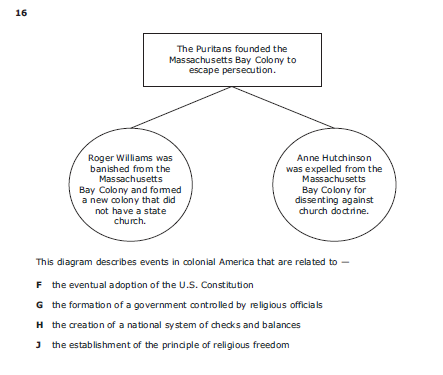 16
The Puritans founded the
Massachusetts Bay Colony to
escape persecution.
Roger Williams was
banished from the
Massachusetts
Bay Colony and formed
a new colony that did
not have a state
church.
Anne Hutchinson
was expelled from the
Massachusetts
Bay Colony for
dissenting against
church doctrine.
This diagram describes events in colonial America that are related to —
F the eventual adoption of the U.S. Constitution
G the formation of a government controlled by religious officials
H the creation of a national system of checks and balances
J the establishment of the principle of religious freedom